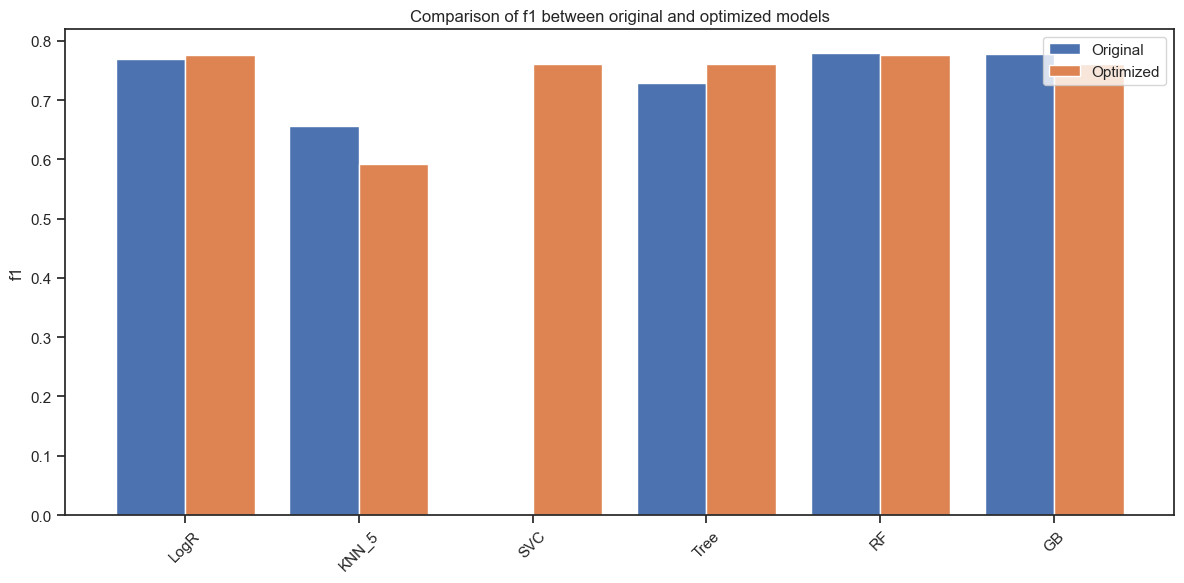 Comparison of f1 between original and optimized models
Original
Optimized
f1
0.8
0.7
0.6
0.5
0.4
0.3
0.2
0.1
0.0
LogR
KNN_5
SVC
Tree
RF
GB